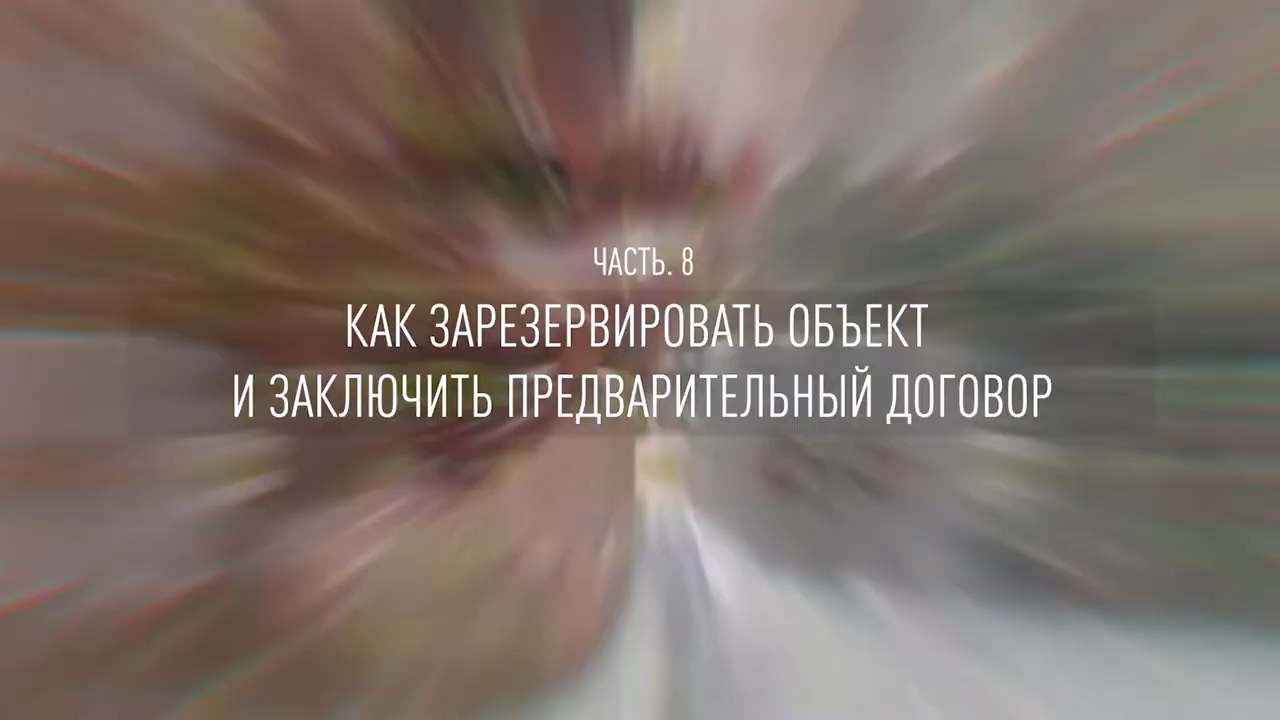 ЧАСТЬ. 8
КАК ЗАРЕЗЕРВИРОВАТЬ ОБЪЕКТ
И ЗАКЛЮЧИТЬ ПРЕДВАРИТЕЛЬНЫЙ ДОГОВОР